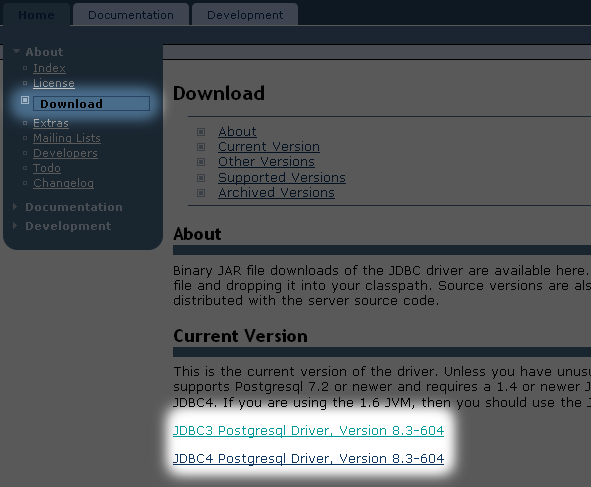 Home Documentation Development
About
Index
License
Download
Extras
Mailing Lists
Developers
Todo
Changelog
Documentation
Development
Download
About
Current Version
Other Versions
Supported Versions
Archived Versions
About
Binary JAR file downloads of the JDBC driver are available here.
file and dropping it into your classpath. Source versions are als
distributed with the server source code.
Current Version
This is the current version of the driver. Unless you have unusu
supports Postgresql 7.2 or newer and requires a 1.4 or newer J
JDBC4. If you are using the 1.6 JVM, then you should use the J
JDBC3 Postgresql Driver, Version 8.3-604
JDBC4 Postgresql Driver, Version 8.3-604